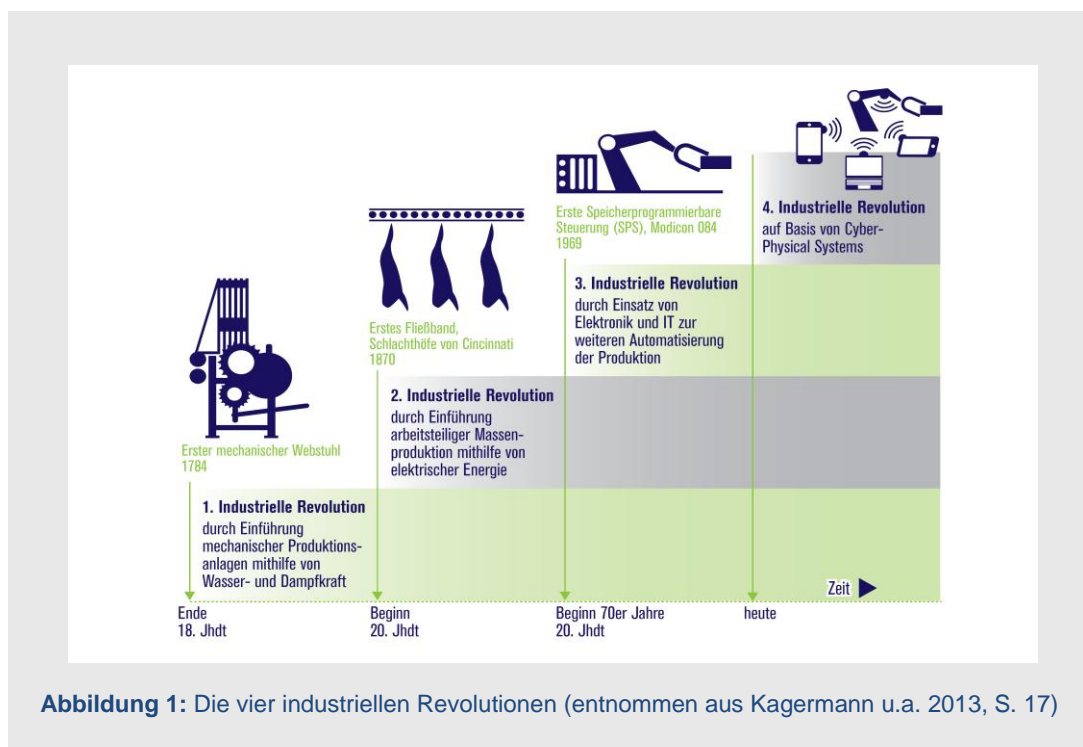 Erster mechanischer Webstuhl
1784
1. Industrielle Revolution
durch Einführung
mechanischer Produktions-
anlagen mithilfe von
Wasser- und Dampfkraft
Ende
18. Jhdt
Erstes Fließband,
Schlachthöfe von Cincinnati
1870
2. Industrielle Revolution
durch Einführung
arbeitsteiliger Massen-
produktion mithilfe von
elektrischer Energie
Beginn
20. Jhdt
Erste Speicherprogrammierbare
Steuerung (SPS), Modicon 084
1969
3. Industrielle Revolution
durch Einsatz von
Elektronik und IT zur
weiteren Automatisierung
der Produktion
Beginn 70er Jahre
20. Jhdt
4. Industrielle Revolution
auf Basis von Cyber-
Physical Systems
heute
Zeit
Abbildung 1: Die vier industriellen Revolutionen (entnommen aus Kagermann u.a. 2013, S. 17)